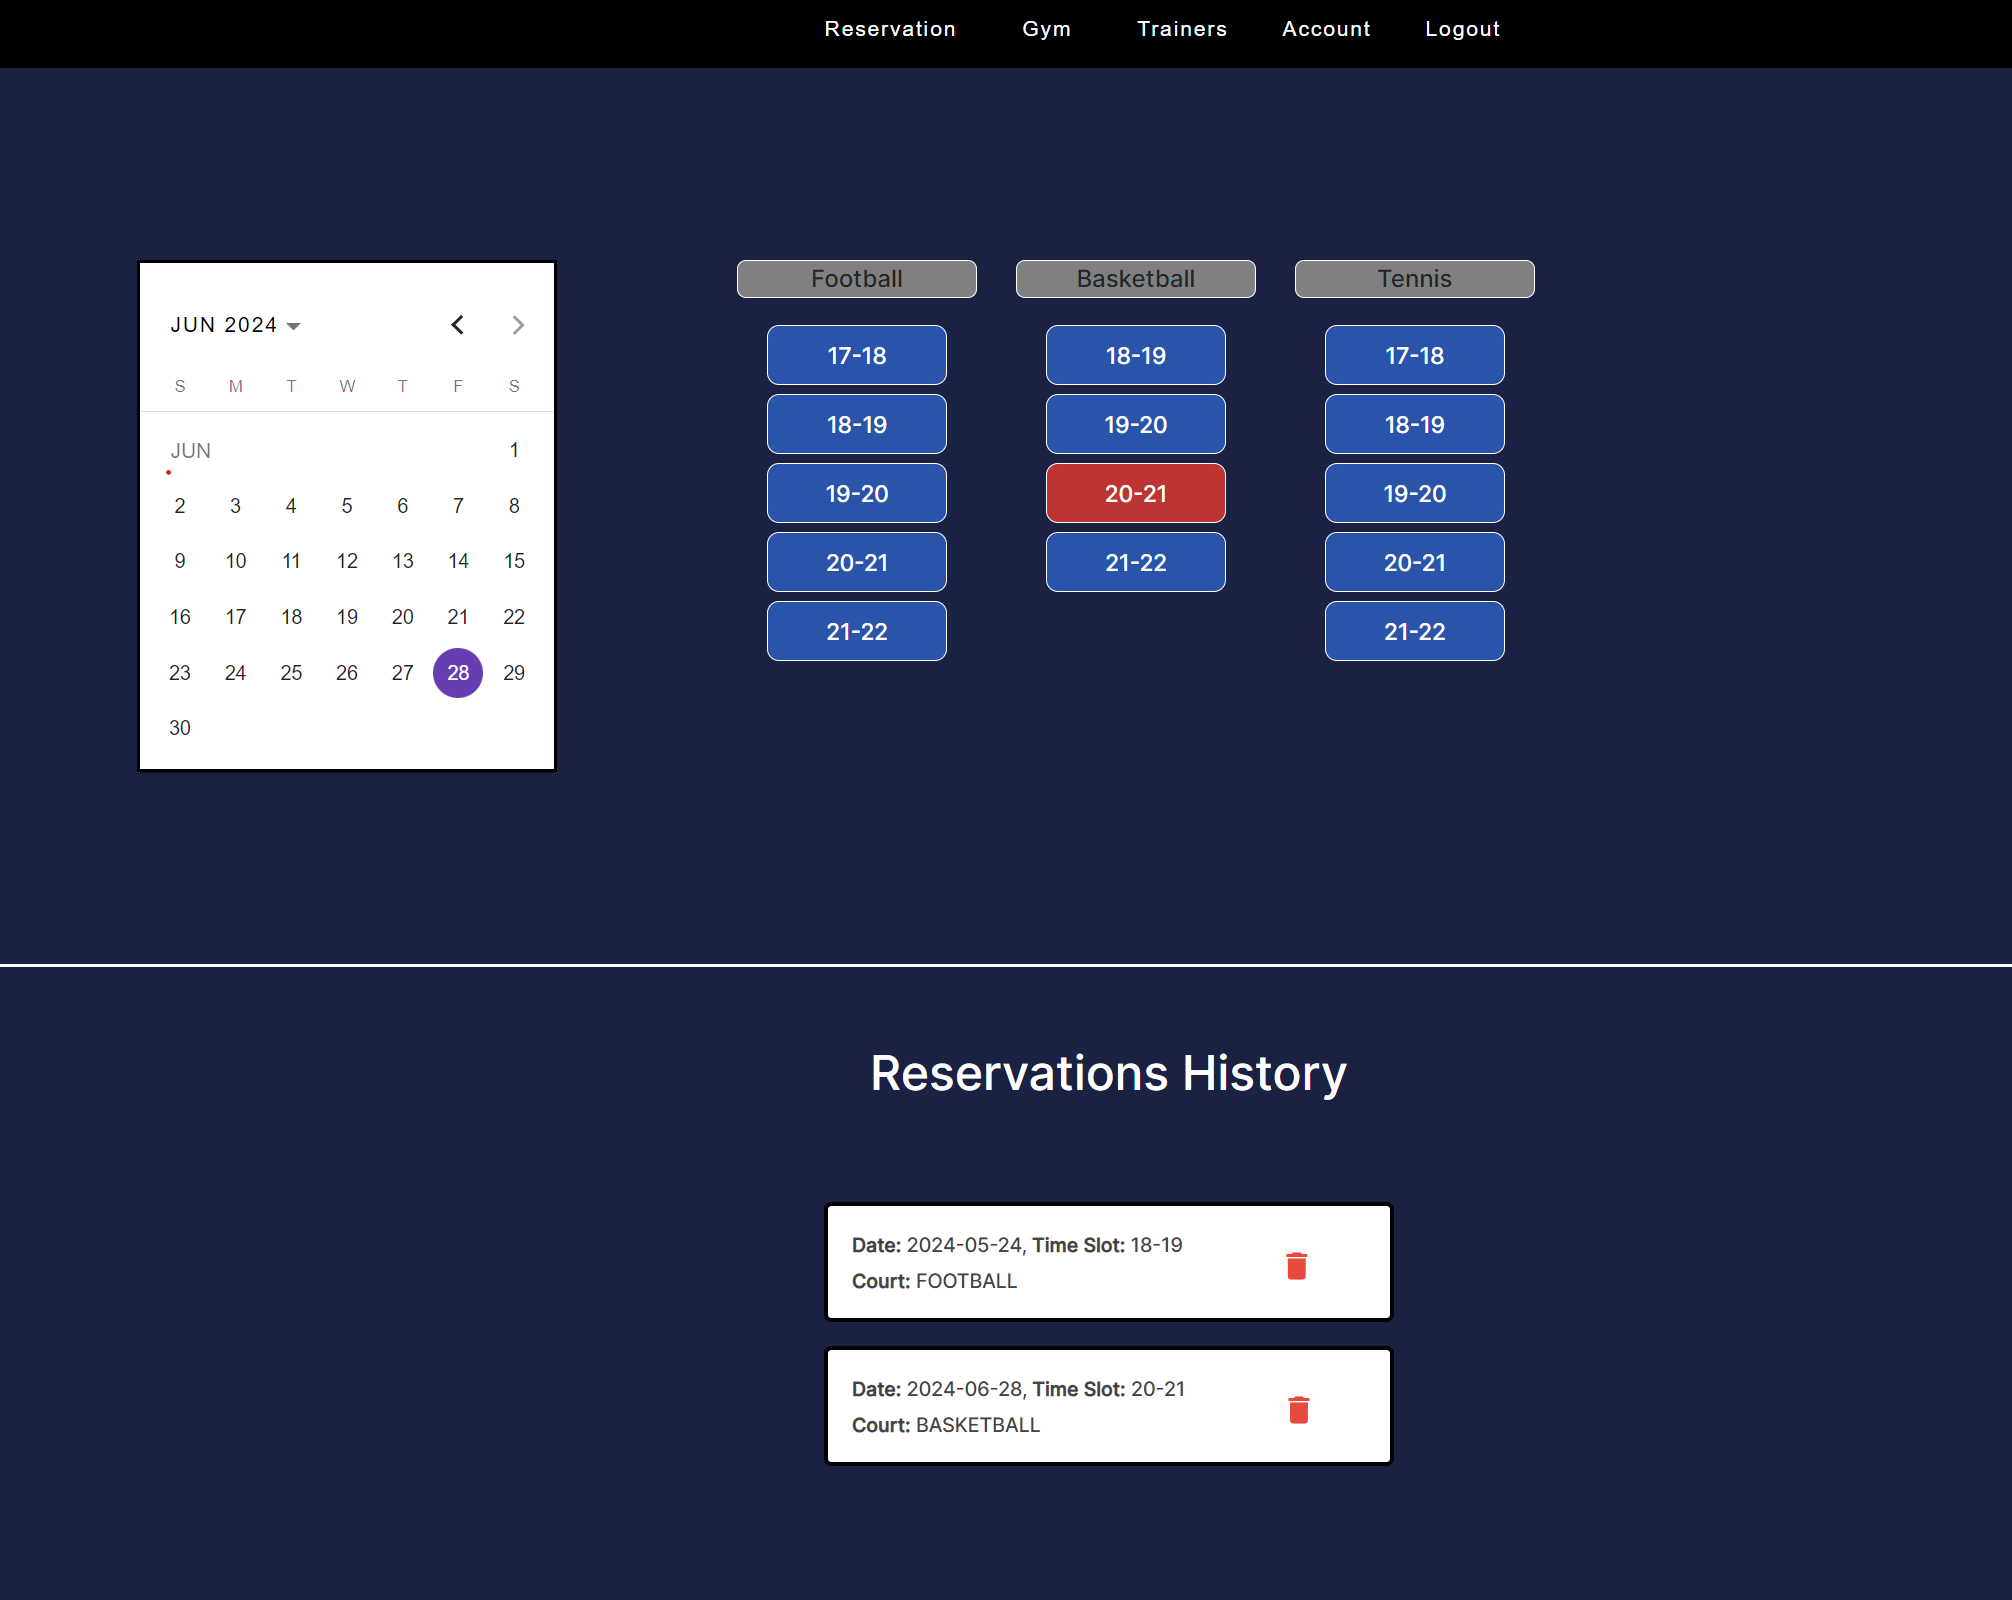 Reservation Gym Trainers Account Logout
JUN 2024
S M T W T F S
JUN 1
2 3 4 5 6 7 8
9 10 11 12 13 14 15
16 17 18 19 20 21 22
23 24 25 26 27 28 29
30
Football
17-18
18-19
19-20
20-21
21-22
Basketball
18-19
19-20
20-21
21-22
Tennis
17-18
18-19
19-20
20-21
21-22
Reservations History
Date: 2024-05-24, Time Slot: 18-19
Court: FOOTBALL
Date: 2024-06-28, Time Slot: 20-21
Court: BASKETBALL